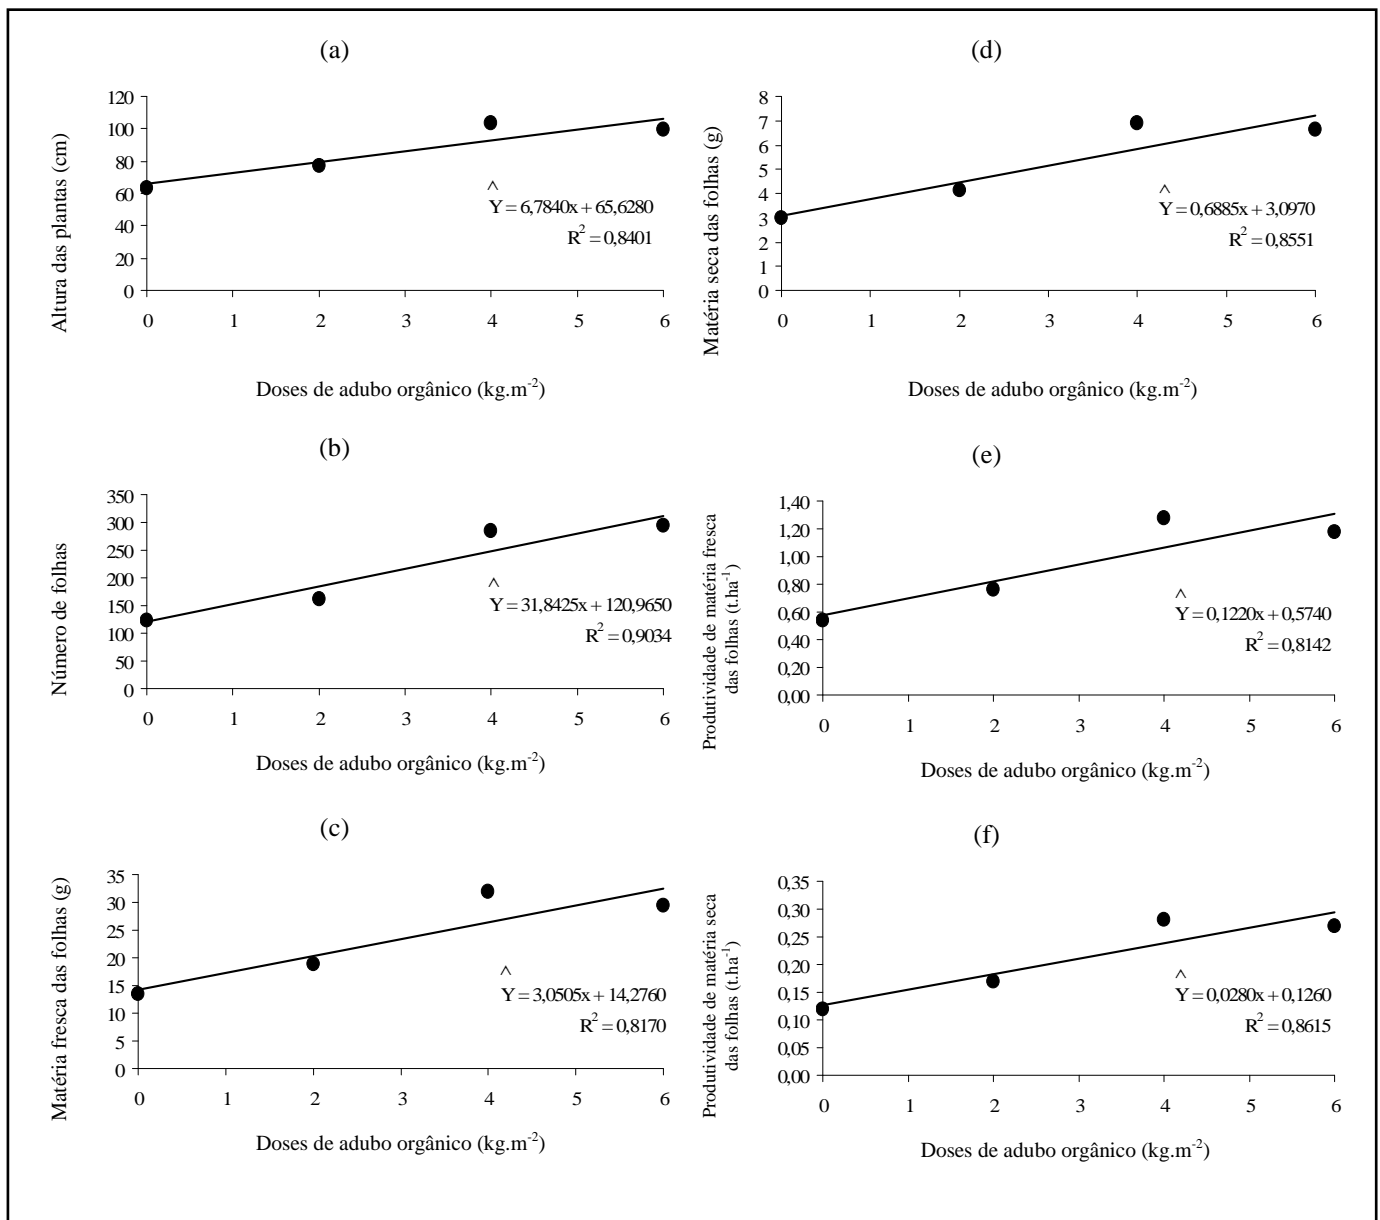 (a)
Altura das plantas (cm)
120
100
80
60
40
20
0
^
Y = 6,7840x + 65,6280
R² = 0,8401
0 1 2 3 4 5 6
Doses de adubo orgânico (kg.m⁻²)
(d)
Matéria seca das folhas (g)
8
7
6
5
4
3
2
1
0
^
Y = 0,6885x + 3,0970
R² = 0,8551
0 1 2 3 4 5 6
Doses de adubo orgânico (kg.m⁻²)
(b)
Número de folhas
350
300
250
200
150
100
50
0
^
Y = 31,8425x + 120,9650
R² = 0,9034
0 1 2 3 4 5 6
Doses de adubo orgânico (kg.m⁻²)
(e)
Produtividade de matéria fresca
das folhas (t.ha⁻¹)
1,40
1,20
1,00
0,80
0,60
0,40
0,20
0,00
^
Y = 0,1220x + 0,5740
R² = 0,8142
0 1 2 3 4 5 6
Doses de adubo orgânico (kg.m⁻²)
(c)
Matéria fresca das folhas (g)
35
30
25
20
15
10
5
0
^
Y = 3,0505x + 14,2760
R² = 0,8170
0 1 2 3 4 5 6
Doses de adubo orgânico (kg.m⁻²)
(f)
Produtividade de matéria seca
das folhas (t.ha⁻¹)
0,35
0,30
0,25
0,20
0,15
0,10
0,05
0,00
^
Y = 0,0280x + 0,1260
R² = 0,8615
0 1 2 3 4 5 6
Doses de adubo orgânico (kg.m⁻²)